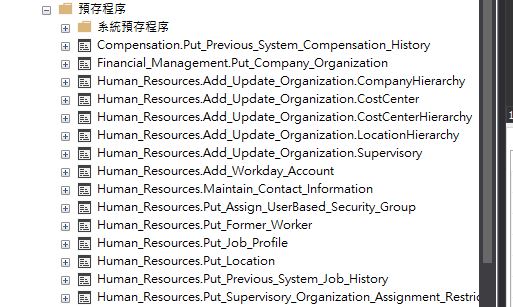 預存程序
系統預存程序
Compensation.Put_Previous_System_Compensation_History
Financial_Management.Put_Company_Organization
Human_Resources.Add_Update_Organization.CompanyHierarchy
Human_Resources.Add_Update_Organization.CostCenter
Human_Resources.Add_Update_Organization.CostCenterHierarchy
Human_Resources.Add_Update_Organization.LocationHierarchy
Human_Resources.Add_Update_Organization.Supervisory
Human_Resources.Add_Workday_Account
Human_Resources.Maintain_Contact_Information
Human_Resources.Put_Assign_UserBased_Security_Group
Human_Resources.Put_Former_Worker
Human_Resources.Put_Job_Profile
Human_Resources.Put_Location
Human_Resources.Put_Previous_System_Job_History
Human_Resources.Put_Supervisory_Organization_Assignment_Restric